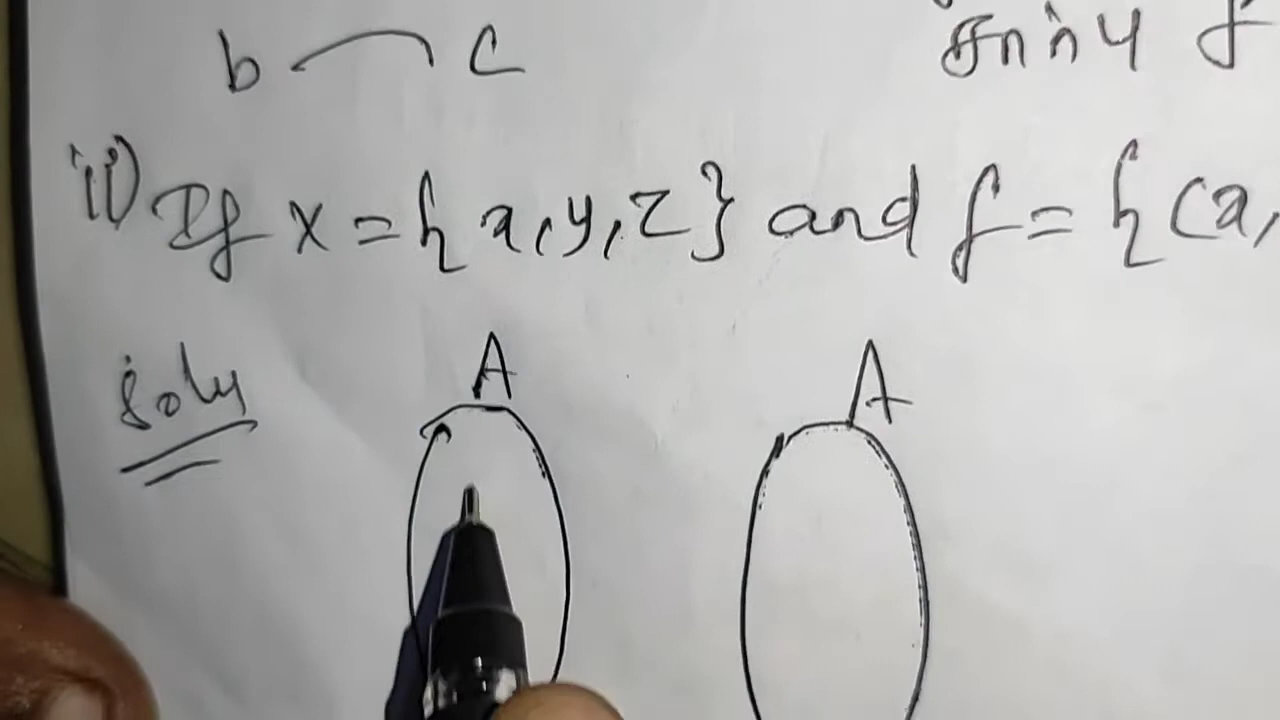 b c சார்பு f
ii) If x = { x, y, z } and f = { (x,
Soln
A A